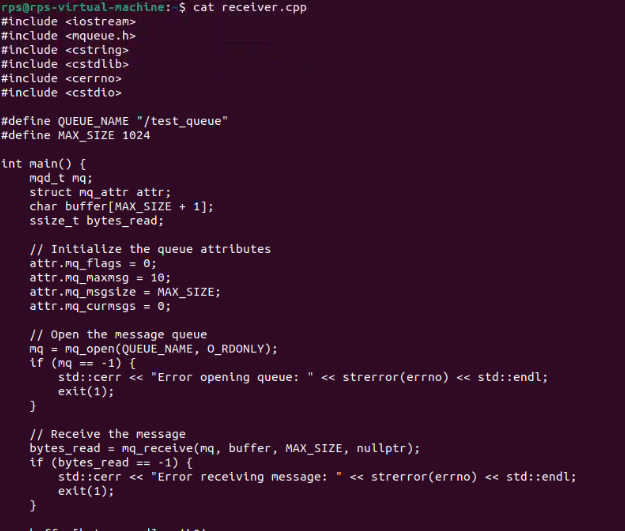 rps@rps-virtual-machine:~$ cat receiver.cpp
#include <iostream>
#include <mqueue.h>
#include <cstring>
#include <cstdlib>
#include <cerrno>
#include <cstdio>

#define QUEUE_NAME "/test_queue"
#define MAX_SIZE 1024

int main() {
    mqd_t mq;
    struct mq_attr attr;
    char buffer[MAX_SIZE + 1];
    ssize_t bytes_read;

    // Initialize the queue attributes
    attr.mq_flags = 0;
    attr.mq_maxmsg = 10;
    attr.mq_msgsize = MAX_SIZE;
    attr.mq_curmsgs = 0;

    // Open the message queue
    mq = mq_open(QUEUE_NAME, O_RDONLY);
    if (mq == -1) {
        std::cerr << "Error opening queue: " << strerror(errno) << std::endl;
        exit(1);
    }

    // Receive the message
    bytes_read = mq_receive(mq, buffer, MAX_SIZE, nullptr);
    if (bytes_read == -1) {
        std::cerr << "Error receiving message: " << strerror(errno) << std::endl;
        exit(1);
    }